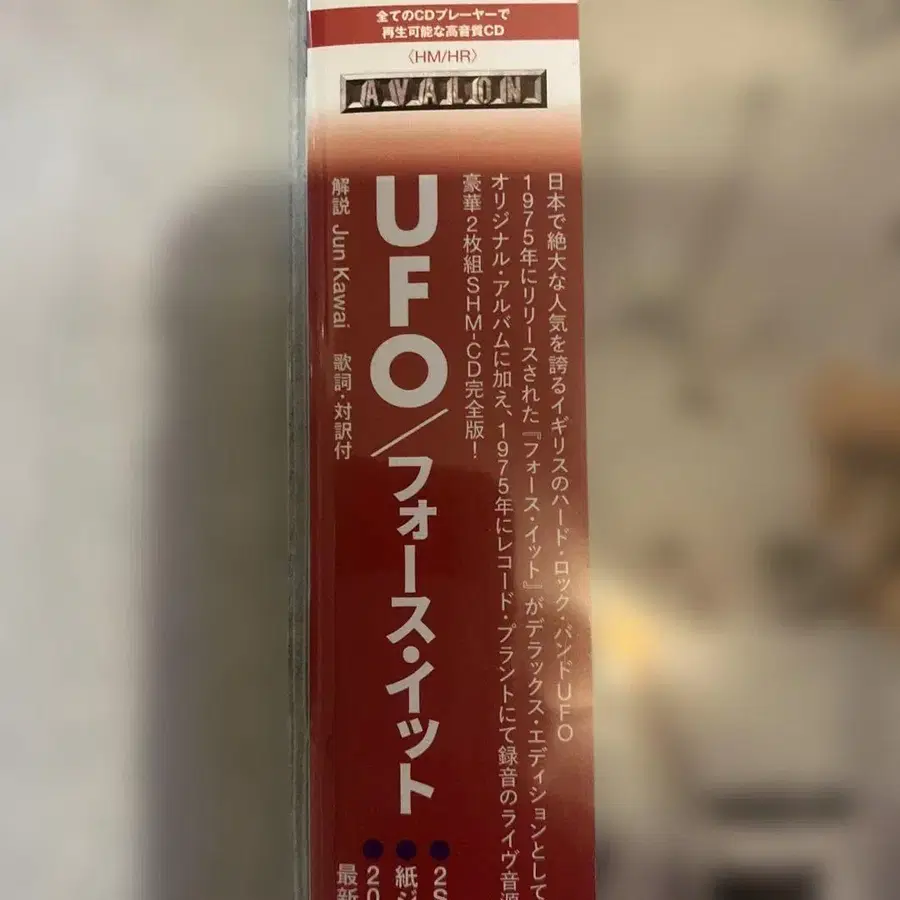 全てのCDプレーヤーで
再生可能な高音質CD
〈HM/HR〉
AVALON
日本で絶大な人気を誇るイギリスのハード・ロック・バンドUFO
1975年にリリースされた『フォース・イット』がデラックス・エディションとして
オリジナル・アルバムに加え、1975年にレコード・プラントにて録音のライヴ音源
豪華2枚組SHM-CD完全版!
UFO/フォース・イット
解説 Jun Kawai 歌詞・対訳付
●2S
●紙ジ
●20
最新